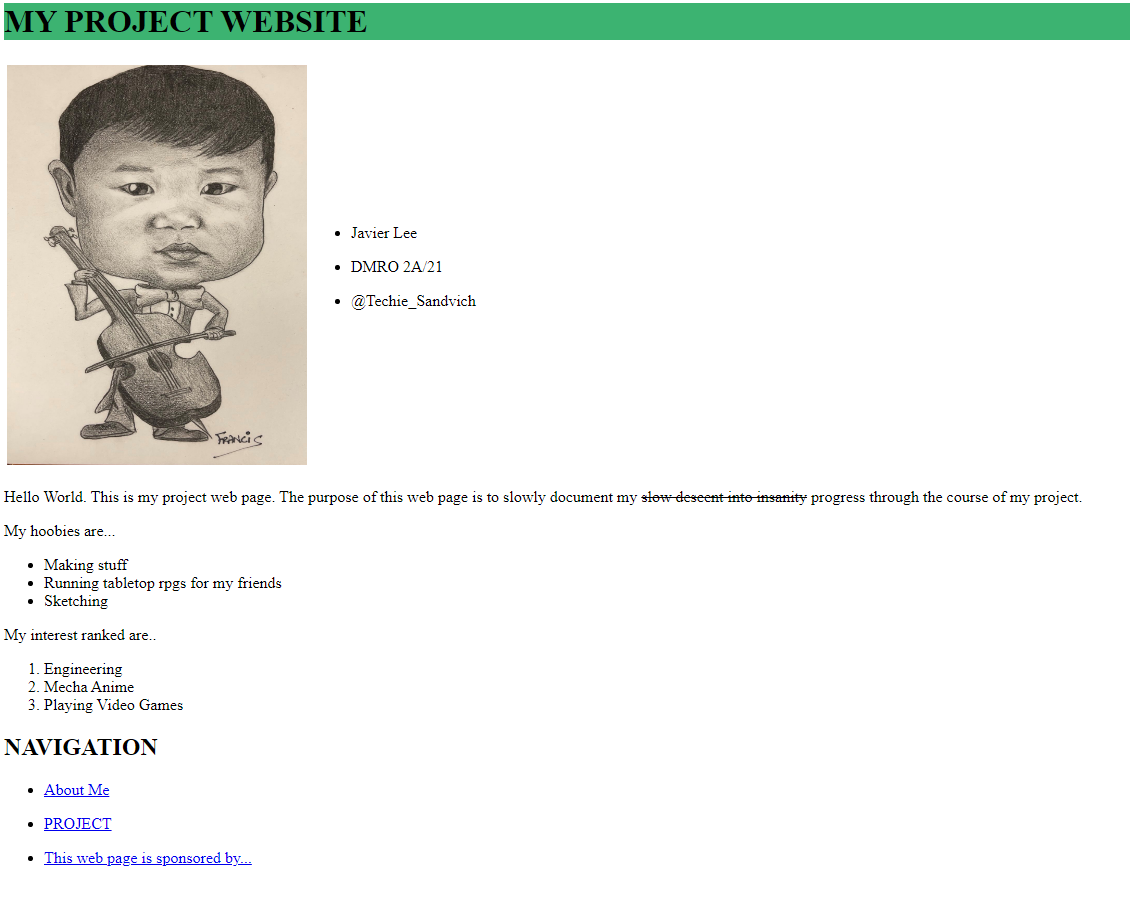 MY PROJECT WEBSITE
Javier Lee
DMRO 2A/21
@Techie_Sandvich
FRANCIS
Hello World. This is my project web page. The purpose of this web page is to slowly document my slow descent into insanity progress through the course of my project.
My hoobies are...
Making stuff
Running tabletop rpgs for my friends
Sketching
My interest ranked are..
1. Engineering
2. Mecha Anime
3. Playing Video Games
NAVIGATION
About Me
PROJECT
This web page is sponsored by...